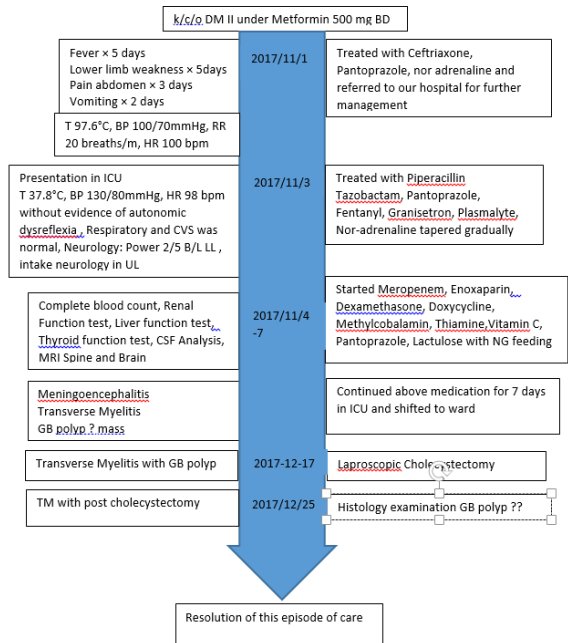 k/c/o DM II under Metformin 500 mg BD
Fever × 5 days
Lower limb weakness × 5days
Pain abdomen × 3 days
Vomiting × 2 days
2017/11/1
Treated with Ceftriaxone,
Pantoprazole, nor adrenaline and
referred to our hospital for further
management
T 97.6°C, BP 100/70mmHg, RR
20 breaths/m, HR 100 bpm
Presentation in ICU
T 37.8°C, BP 130/80mmHg, HR 98 bpm
without evidence of autonomic
dysreflexia , Respiratory and CVS was
normal, Neurology: Power 2/5 B/L LL ,
intake neurology in UL
2017/11/3
Treated with Piperacillin
Tazobactam, Pantoprazole,
Fentanyl, Granisetron, Plasmalyte,
Nor-adrenaline tapered gradually
Complete blood count, Renal
Function test, Liver function test,
Thyroid function test, CSF Analysis,
MRI Spine and Brain
2017/11/4
-7
Started Meropenem, Enoxaparin,
Dexamethasone, Doxycycline,
Methylcobalamin, Thiamine,Vitamin C,
Pantoprazole, Lactulose with NG feeding
Meningoencephalitis
Transverse Myelitis
GB polyp ? mass
Continued above medication for 7 days
in ICU and shifted to ward
Transverse Myelitis with GB polyp
2017-12-17
Laproscopic Cholecystectomy
TM with post cholecystectomy
2017/12/25
Histology examination GB polyp ??
Resolution of this episode of care